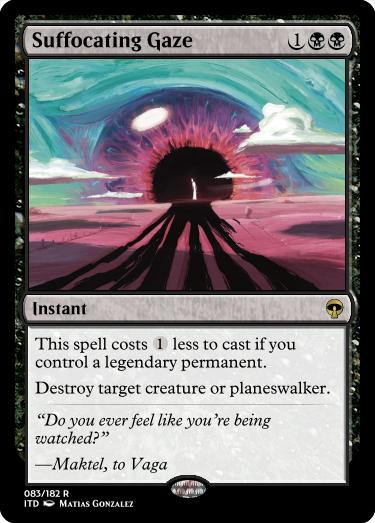 Suffocating Gaze 1
Instant
This spell costs 1 less to cast if you
control a legendary permanent.
Destroy target creature or planeswalker.
“Do you ever feel like you’re being
watched?”
—Maktel, to Vaga
083/182 R
ITD Matias Gonzalez